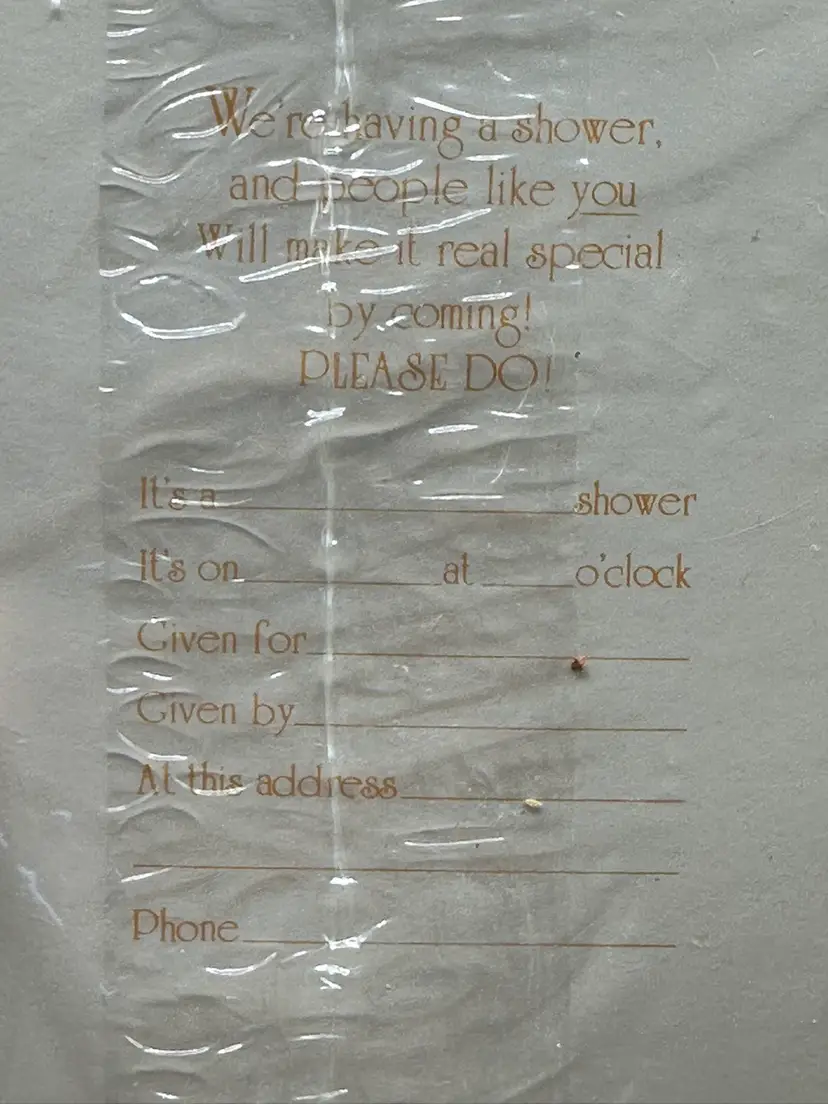 We're having a shower,
and people like you
Will make it real special
by coming!
PLEASE DO!
It's a shower
It's on at o'clock
Given for
Given by
At this address
Phone